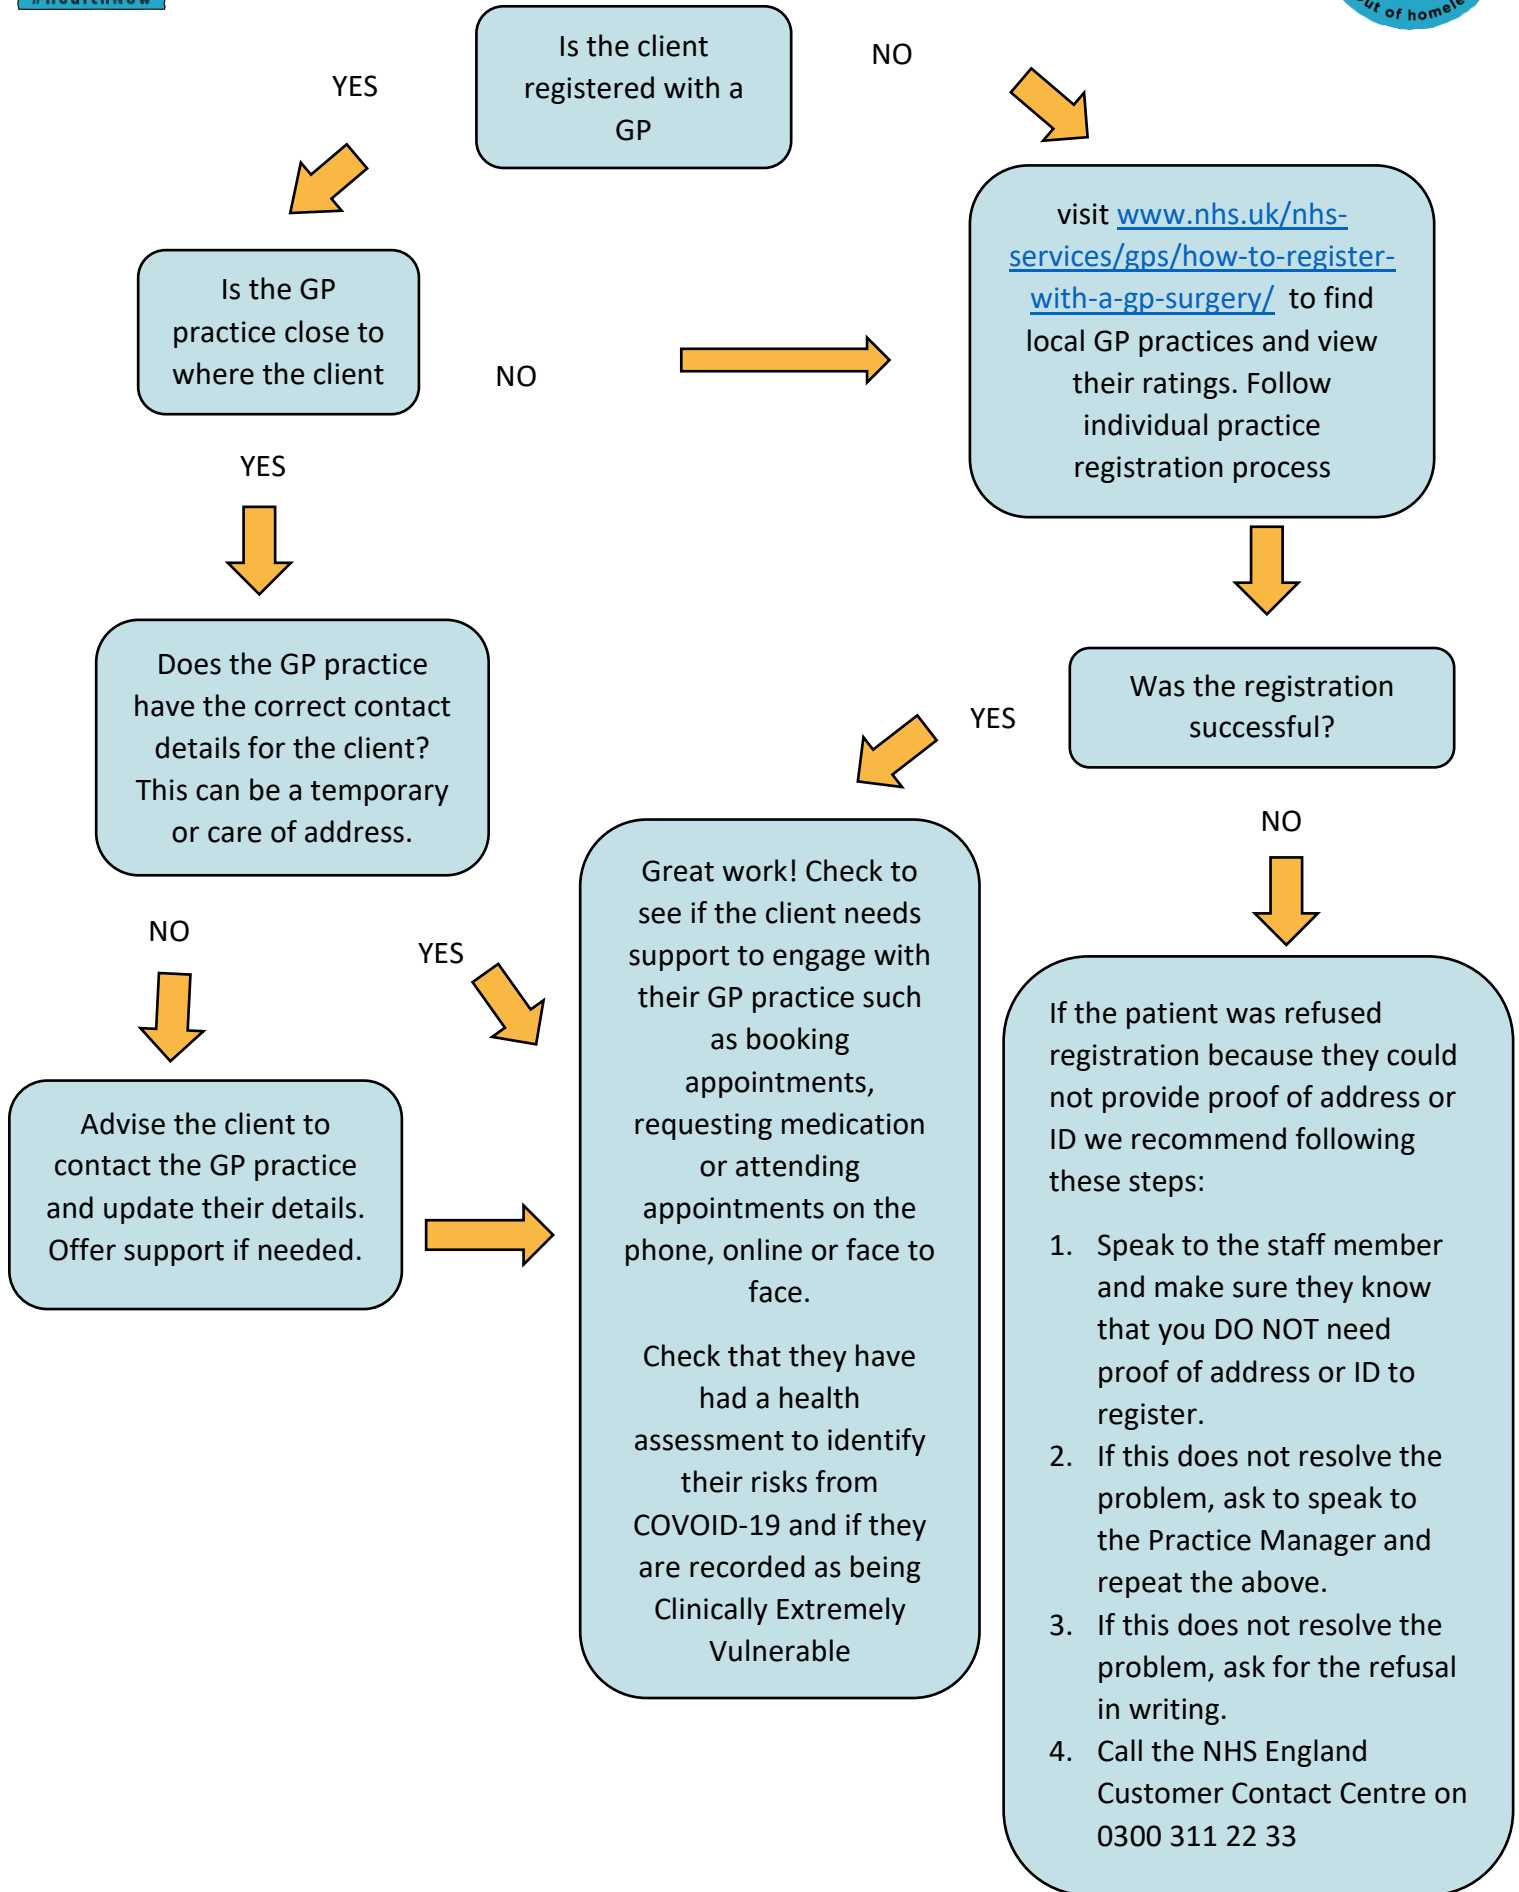 #HealthNow
out of homele
Is the client
registered with a
GP
YES
NO
visit www.nhs.uk/nhs-
services/gps/how-to-register-
with-a-gp-surgery/ to find
local GP practices and view
their ratings. Follow
individual practice
registration process
Is the GP
practice close to
where the client
NO
YES
Does the GP practice
have the correct contact
details for the client?
This can be a temporary
or care of address.
Was the registration
successful?
YES
NO
NO
YES
Advise the client to
contact the GP practice
and update their details.
Offer support if needed.
Great work! Check to
see if the client needs
support to engage with
their GP practice such
as booking
appointments,
requesting medication
or attending
appointments on the
phone, online or face to
face.
Check that they have
had a health
assessment to identify
their risks from
COVOID-19 and if they
are recorded as being
Clinically Extremely
Vulnerable
If the patient was refused
registration because they could
not provide proof of address or
ID we recommend following
these steps:
1. Speak to the staff member
and make sure they know
that you DO NOT need
proof of address or ID to
register.
2. If this does not resolve the
problem, ask to speak to
the Practice Manager and
repeat the above.
3. If this does not resolve the
problem, ask for the refusal
in writing.
4. Call the NHS England
Customer Contact Centre on
0300 311 22 33